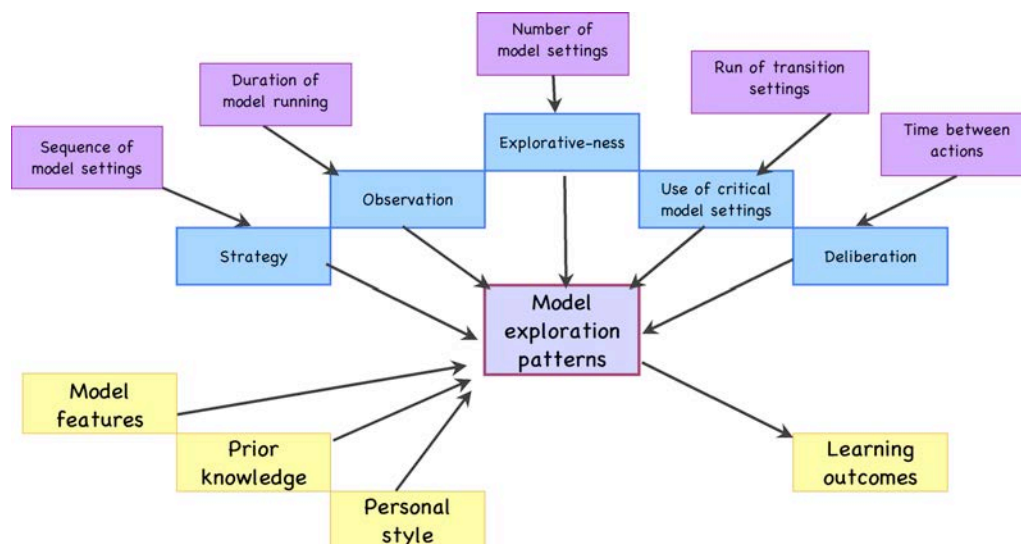 Number of
model settings
Duration of
model running
Run of transition
settings
Sequence of
model settings
Time between
actions
Explorative-ness
Observation
Use of critical
model settings
Strategy
Deliberation
Model
exploration
patterns
Model
features
Prior
knowledge
Personal
style
Learning
outcomes